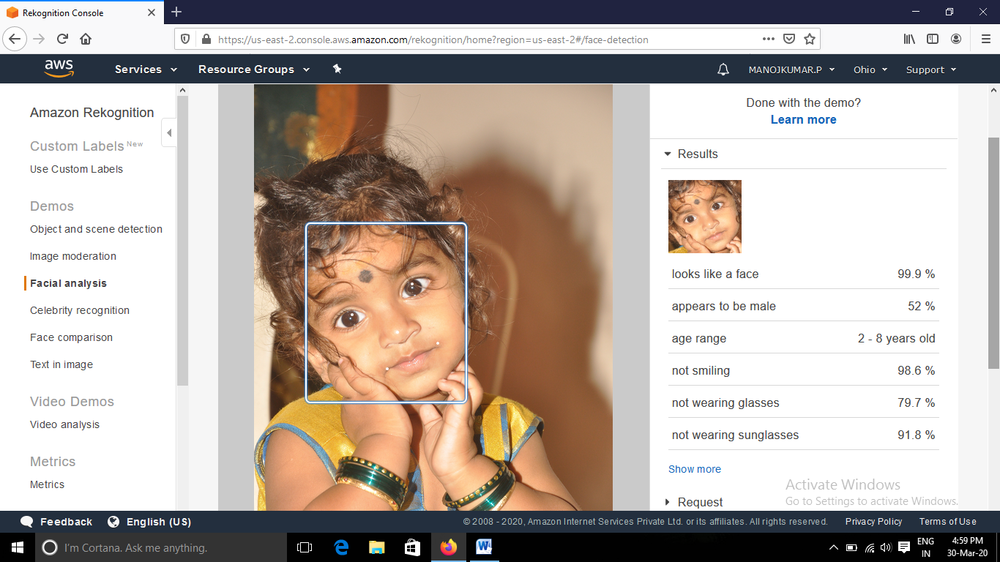 Rekognition Console
https://us-east-2.console.aws.amazon.com/rekognition/home?region=us-east-2#/face-detection
aws
Services
Resource Groups
MANOJKUMAR.P
Ohio
Support
Amazon Rekognition
Custom Labels New
Use Custom Labels
Demos
Object and scene detection
Image moderation
Facial analysis
Celebrity recognition
Face comparison
Text in image
Video Demos
Video analysis
Metrics
Metrics
Done with the demo?
Learn more
Results
looks like a face 99.9 %
appears to be male 52 %
age range 2 - 8 years old
not smiling 98.6 %
not wearing glasses 79.7 %
not wearing sunglasses 91.8 %
Show more
Request
Activate Windows
Go to Settings to activate Windows.
Feedback
English (US)
© 2008 - 2020, Amazon Internet Services Private Ltd. or its affiliates. All rights reserved.
Privacy Policy
Terms of Use
I'm Cortana. Ask me anything.
ENG
IN
4:59 PM
30-Mar-20